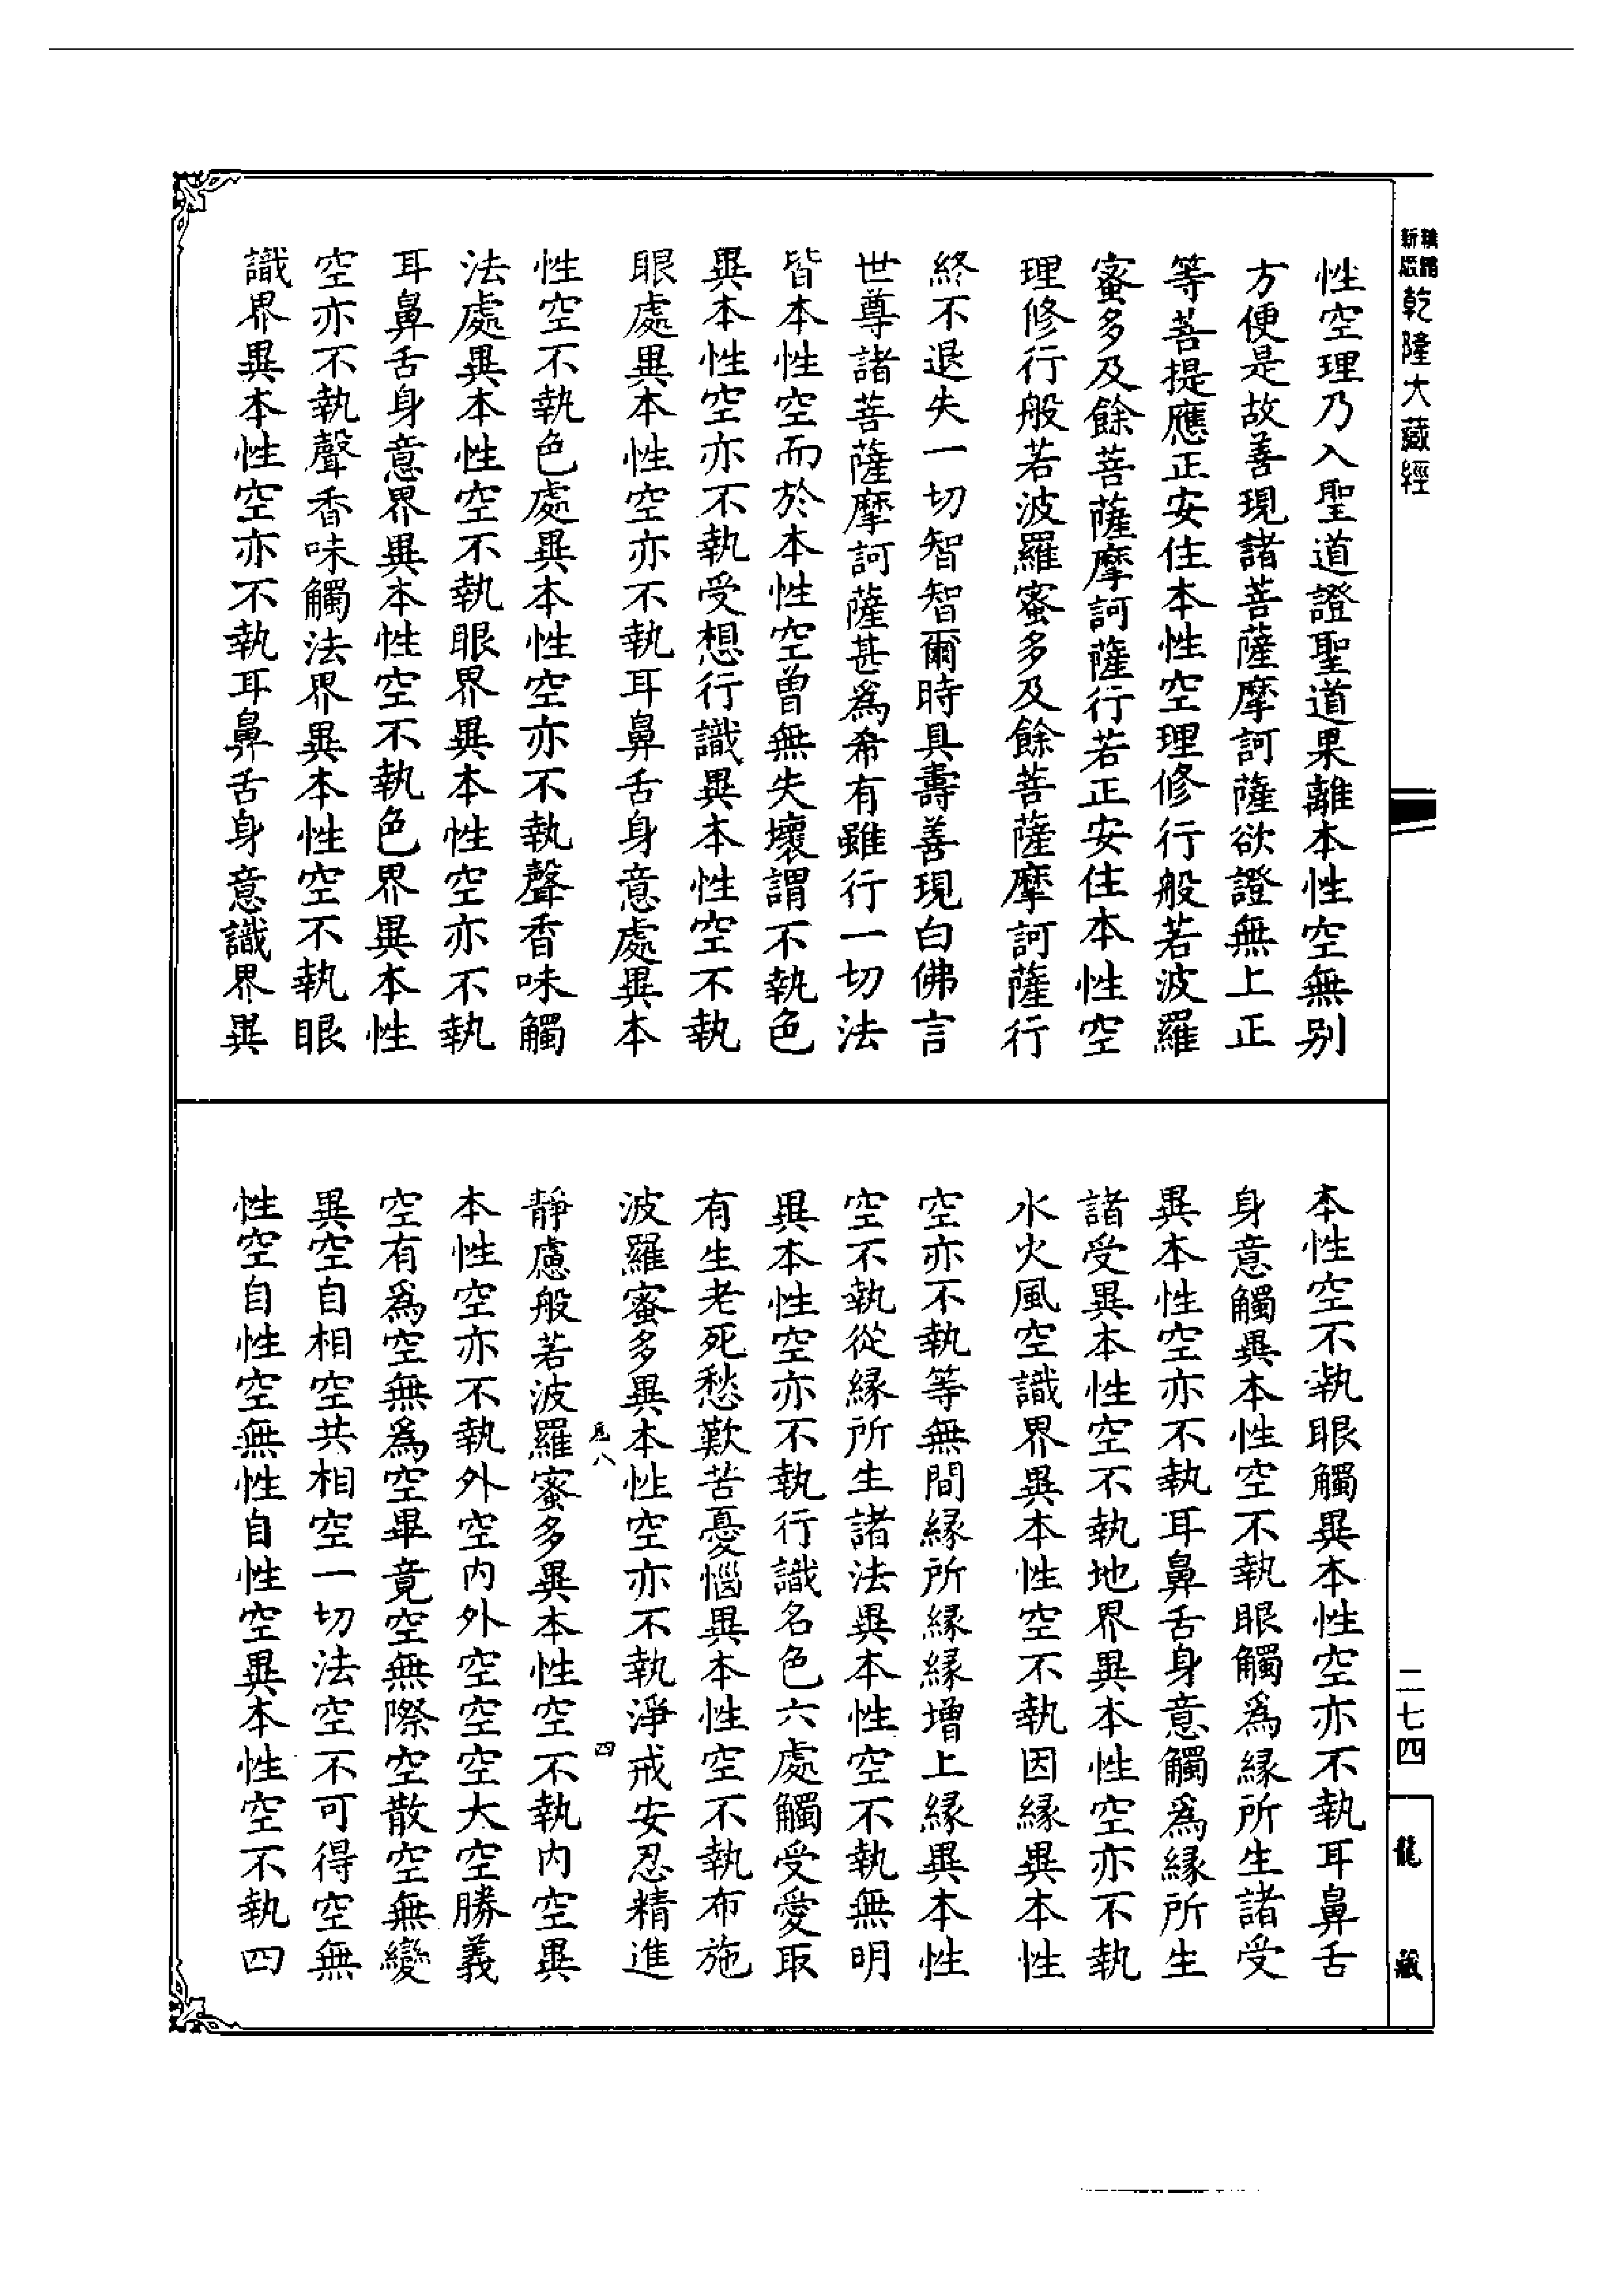 新版
精縮
乾隆大藏經
性空理乃入聖道證聖道果離本性空無別
方便是故善現諸菩薩摩訶薩欲證無上正
等菩提應正安住本性空理修行般若波羅
蜜多及餘菩薩摩訶薩行若正安住本性空
理修行般若波羅蜜多及餘菩薩摩訶薩行
終不退失一切智智爾時具壽善現白佛言
世尊諸菩薩摩訶薩甚爲希有雖行一切法
皆本性空而於本性空曾無失壞謂不執色
異本性空亦不執受想行識異本性空不執
眼處異本性空亦不執耳鼻舌身意處異本
性空不執色處異本性空亦不執聲香味觸
法處異本性空不執眼界異本性空亦不執
耳鼻舌身意界異本性空不執色界異本性
空亦不執聲香味觸法界異本性空不執眼
識界異本性空亦不執耳鼻舌身意識界異
本性空不執眼觸異本性空亦不執耳鼻舌
身意觸異本性空不執眼觸爲緣所生諸受
異本性空亦不執耳鼻舌身意觸爲緣所生
諸受異本性空不執地界異本性空亦不執
水火風空識界異本性空不執因緣異本性
空亦不執等無間緣所緣緣增上緣異本性
空不執從緣所生諸法異本性空不執無明
異本性空亦不執行識名色六處觸受愛取
有生老死愁歎苦憂惱異本性空不執布施
波羅蜜多異本性空亦不執淨戒安忍精進
靜慮般若波羅蜜多異本性空不執內空異
本性空亦不執外空內外空空空大空勝義
空有爲空無爲空畢竟空無際空散空無變
異空自相空共相空一切法空不可得空無
性空自性空無性自性空異本性空不執四
八
四
二七四
龍藏